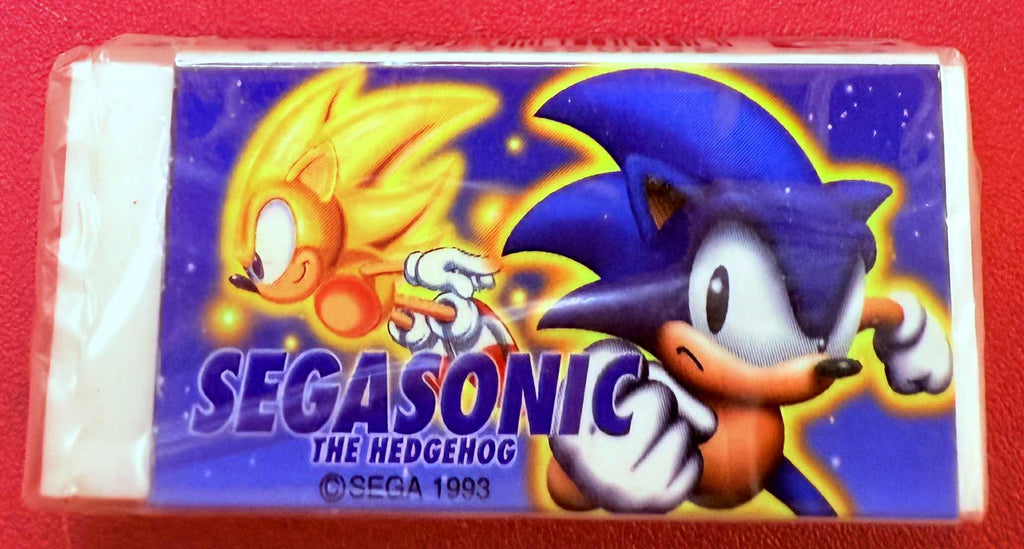 SEGASONIC
THE HEDGEHOG
©SEGA 1993